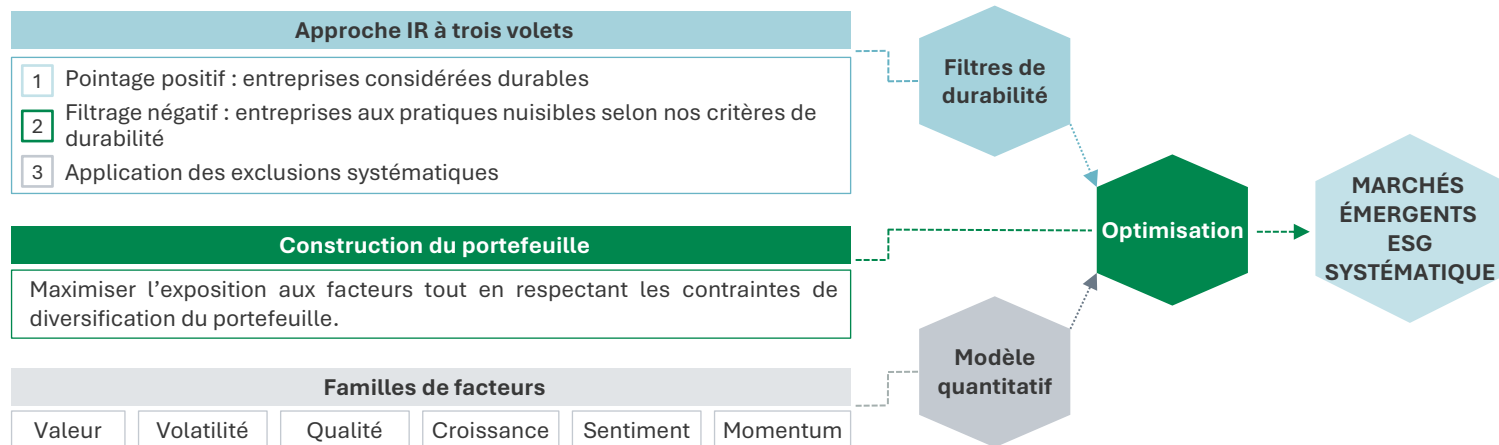 Approche IR à trois volets
1 Pointage positif : entreprises considérées durables
2 Filtrage négatif : entreprises aux pratiques nuisibles selon nos critères de
durabilité
3 Application des exclusions systématiques
Construction du portefeuille
Maximiser l’exposition aux facteurs tout en respectant les contraintes de
diversification du portefeuille.
Familles de facteurs
Valeur
Volatilité
Qualité
Croissance
Sentiment
Momentum
Filtres de
durabilité
Modèle
quantitatif
Optimisation
MARCHÉS
ÉMERGENTS
ESG
SYSTÉMATIQUE